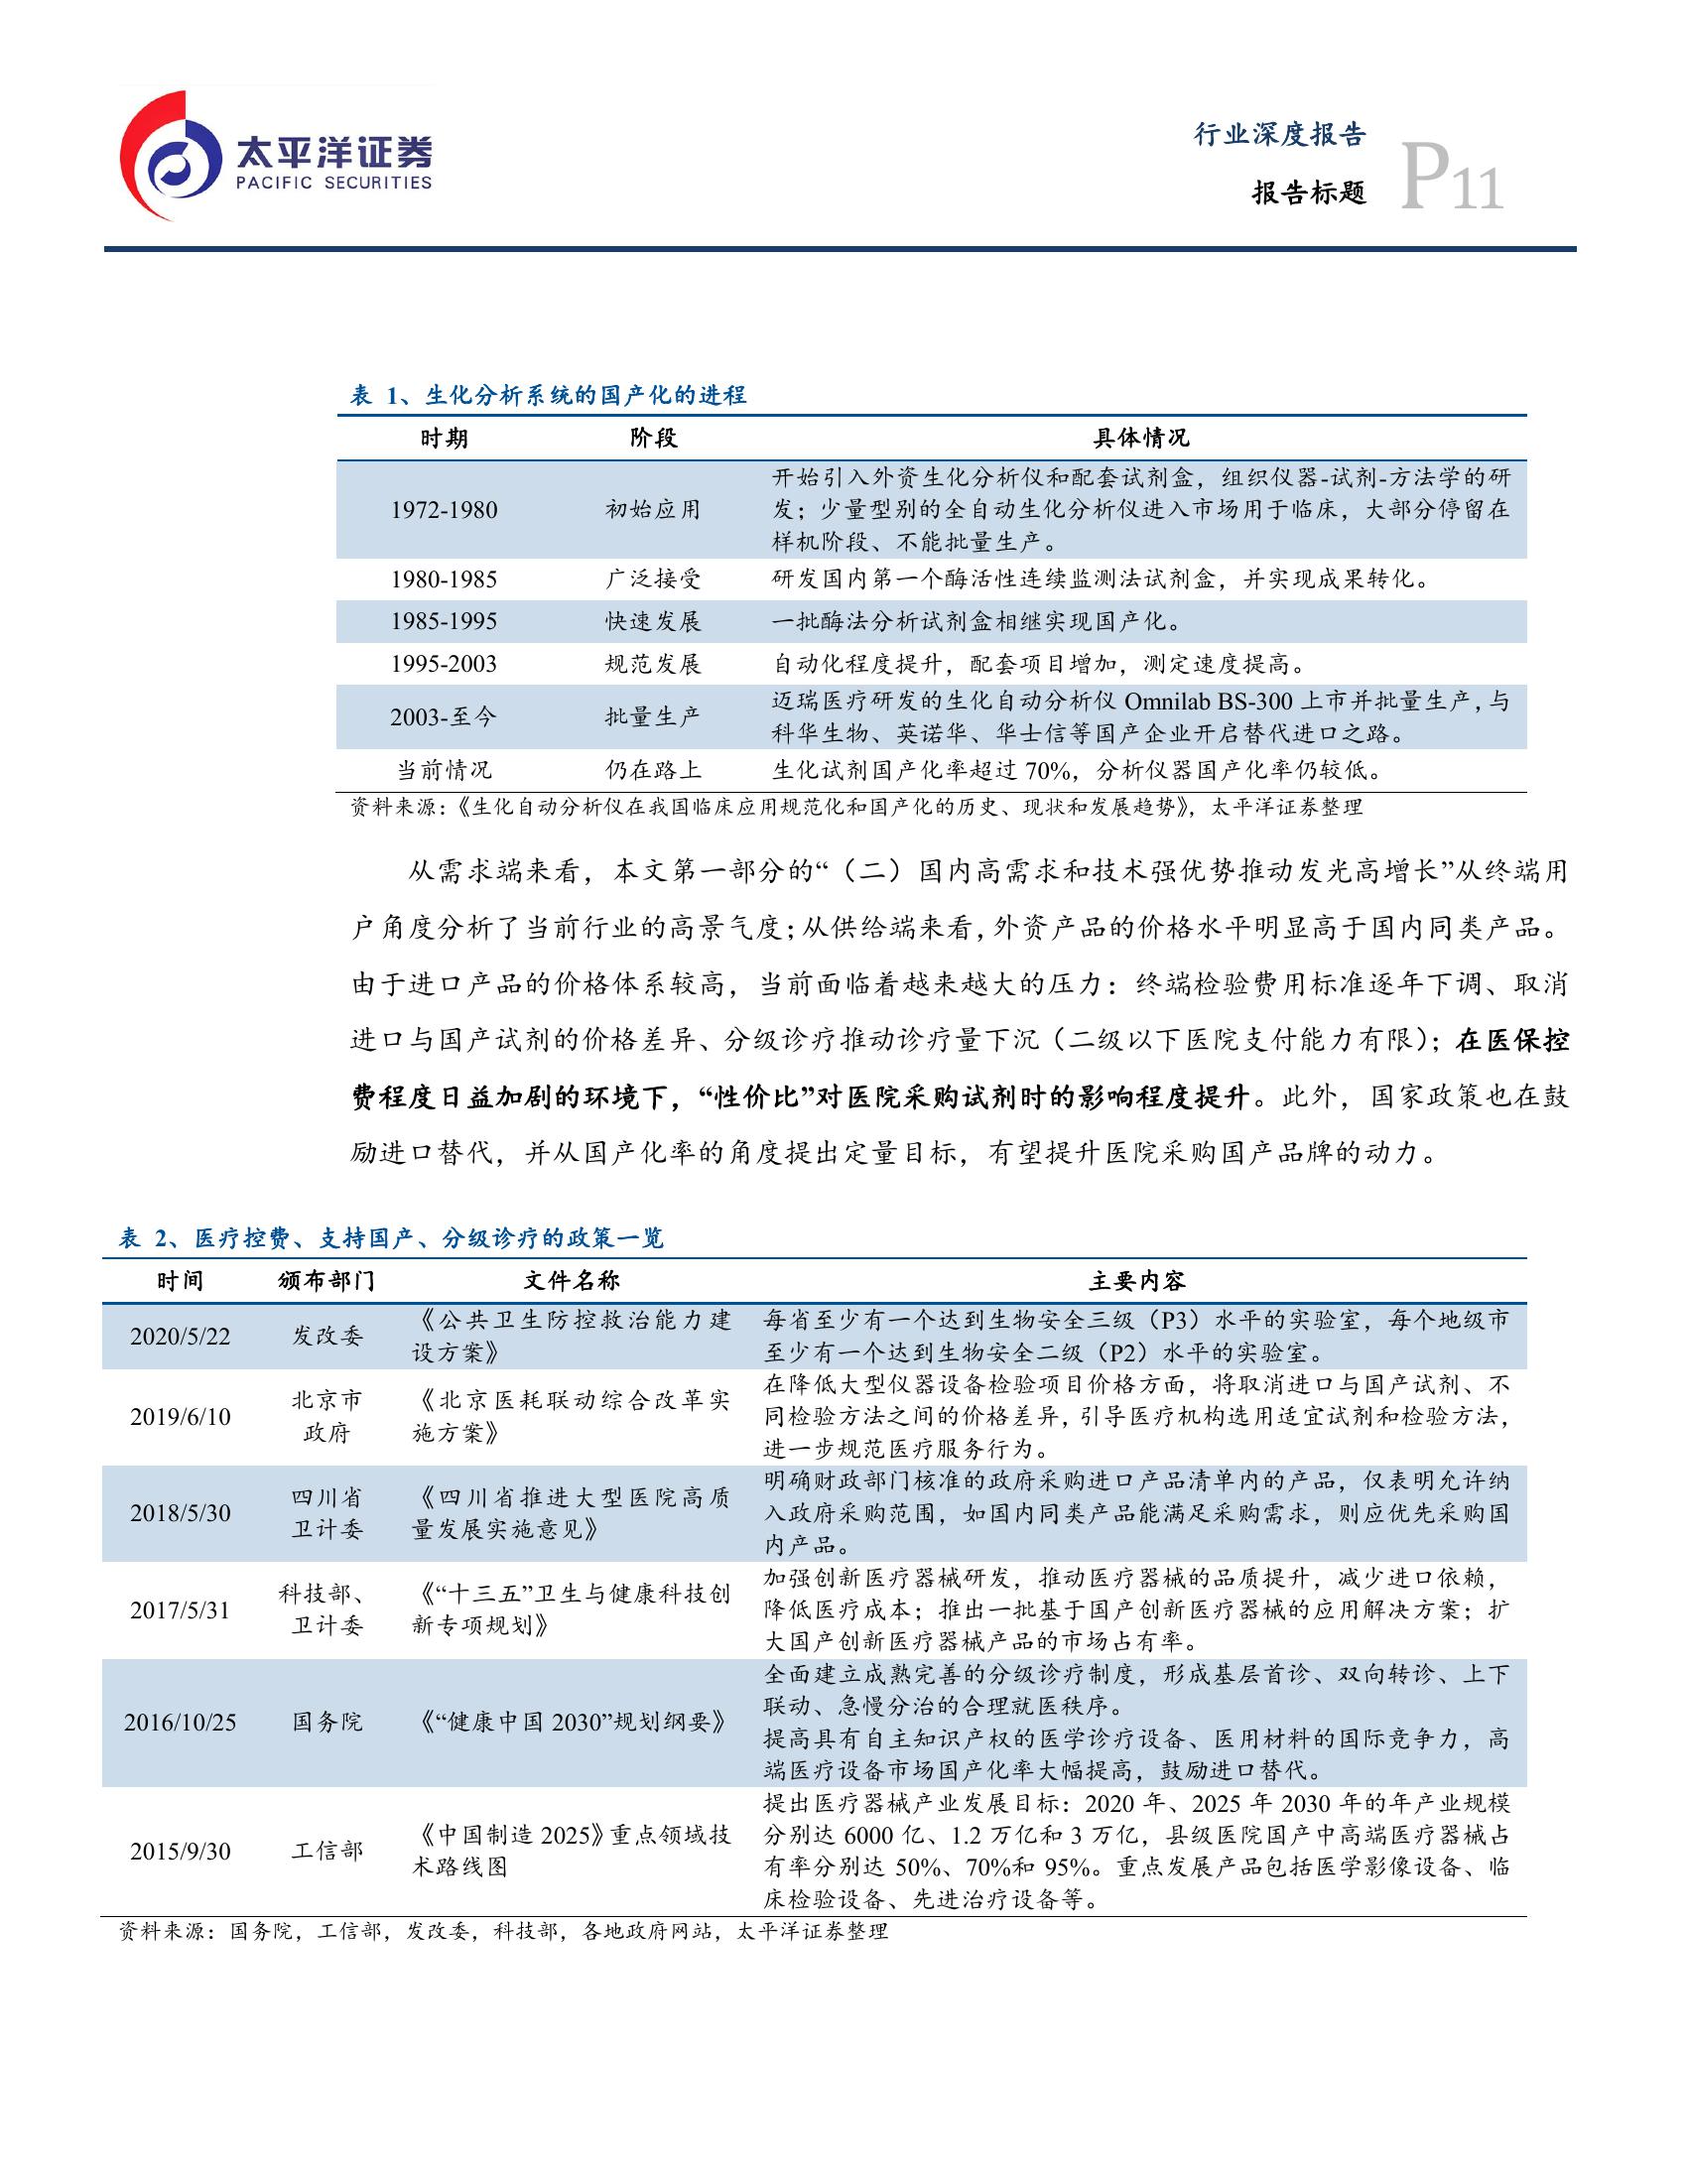 太平洋证券
PACIFIC SECURITIES
行业深度报告
报告标题
P11
表 1、生化分析系统的国产化的进程
时期 阶段 具体情况
1972-1980 初始应用 开始引入外资生化分析仪和配套试剂盒，组织仪器-试剂-方法学的研
发；少量型别的全自动生化分析仪进入市场用于临床，大部分停留在
样机阶段、不能批量生产。
1980-1985 广泛接受 研发国内第一个酶活性连续监测法试剂盒，并实现成果转化。
1985-1995 快速发展 一批酶法分析试剂盒相继实现国产化。
1995-2003 规范发展 自动化程度提升，配套项目增加，测定速度提高。
2003-至今 批量生产 迈瑞医疗研发的生化自动分析仪 Omnilab BS-300 上市并批量生产，与
科华生物、英诺华、华士信等国产企业开启替代进口之路。
当前情况 仍在路上 生化试剂国产化率超过 70%，分析仪器国产化率仍较低。
资料来源：《生化自动分析仪在我国临床应用规范化和国产化的历史、现状和发展趋势》，太平洋证券整理
从需求端来看，本文第一部分的“（二）国内高需求和技术强优势推动发光高增长”从终端用
户角度分析了当前行业的高景气度；从供给端来看，外资产品的价格水平明显高于国内同类产品。
由于进口产品的价格体系较高，当前面临着越来越大的压力：终端检验费用标准逐年下调、取消
进口与国产试剂的价格差异、分级诊疗推动诊疗量下沉（二级以下医院支付能力有限）；在医保控
费程度日益加剧的环境下，“性价比”对医院采购试剂时的影响程度提升。此外，国家政策也在鼓
励进口替代，并从国产化率的角度提出定量目标，有望提升医院采购国产品牌的动力。
表 2、医疗控费、支持国产、分级诊疗的政策一览
时间 颁布部门 文件名称 主要内容
2020/5/22 发改委 《公共卫生防控救治能力建
设方案》 每省至少有一个达到生物安全三级（P3）水平的实验室，每个地级市
至少有一个达到生物安全二级（P2）水平的实验室。
2019/6/10 北京市
政府 《北京医耗联动综合改革实
施方案》 在降低大型仪器设备检验项目价格方面，将取消进口与国产试剂、不
同检验方法之间的价格差异，引导医疗机构选用适宜试剂和检验方法，
进一步规范医疗服务行为。
2018/5/30 四川省
卫计委 《四川省推进大型医院高质
量发展实施意见》 明确财政部门核准的政府采购进口产品清单内的产品，仅表明允许纳
入政府采购范围，如国内同类产品能满足采购需求，则应优先采购国
内产品。
2017/5/31 科技部、
卫计委 《“十三五”卫生与健康科技创
新专项规划》 加强创新医疗器械研发，推动医疗器械的品质提升，减少进口依赖，
降低医疗成本；推出一批基于国产创新医疗器械的应用解决方案；扩
大国产创新医疗器械产品的市场占有率。
2016/10/25 国务院 《“健康中国 2030”规划纲要》 全面建立成熟完善的分级诊疗制度，形成基层首诊、双向转诊、上下
联动、急慢分治的合理就医秩序。
提高具有自主知识产权的医学诊疗设备、医用材料的国际竞争力，高
端医疗设备市场国产化率大幅提高，鼓励进口替代。
2015/9/30 工信部 《中国制造 2025》重点领域技
术路线图 提出医疗器械产业发展目标：2020 年、2025 年 2030 年的年产业规模
分别达 6000 亿、1.2 万亿和 3 万亿，县级医院国产中高端医疗器械占
有率分别达 50%、70%和 95%。重点发展产品包括医学影像设备、临
床检验设备、先进治疗设备等。
资料来源：国务院，工信部，发改委，科技部，各地政府网站，太平洋证券整理